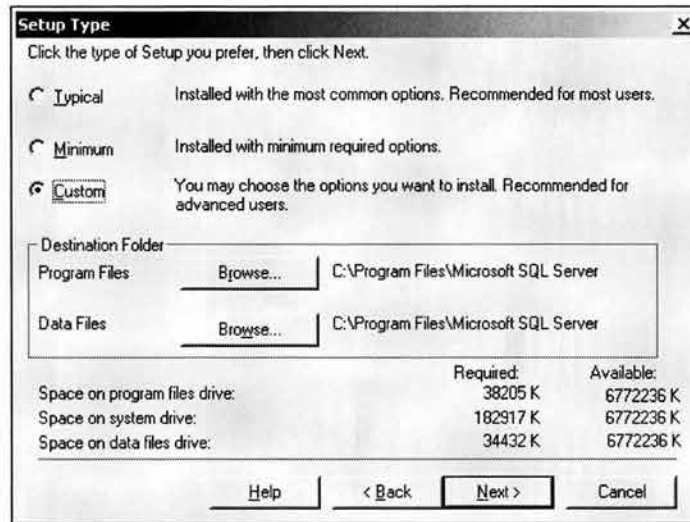 Setup Type
Click the type of Setup you prefer, then click Next.
Typical Installed with the most common options. Recommended for most users.
Minimum Installed with minimum required options.
Custom You may choose the options you want to install. Recommended for
advanced users.
Destination Folder
Program Files Browse... C:\Program Files\Microsoft SQL Server
Data Files Browse... C:\Program Files\Microsoft SQL Server
Required: Available:
Space on program files drive: 38205 K 6772236 K
Space on system drive: 182917 K 6772236 K
Space on data files drive: 34432 K 6772236 K
Help < Back Next > Cancel